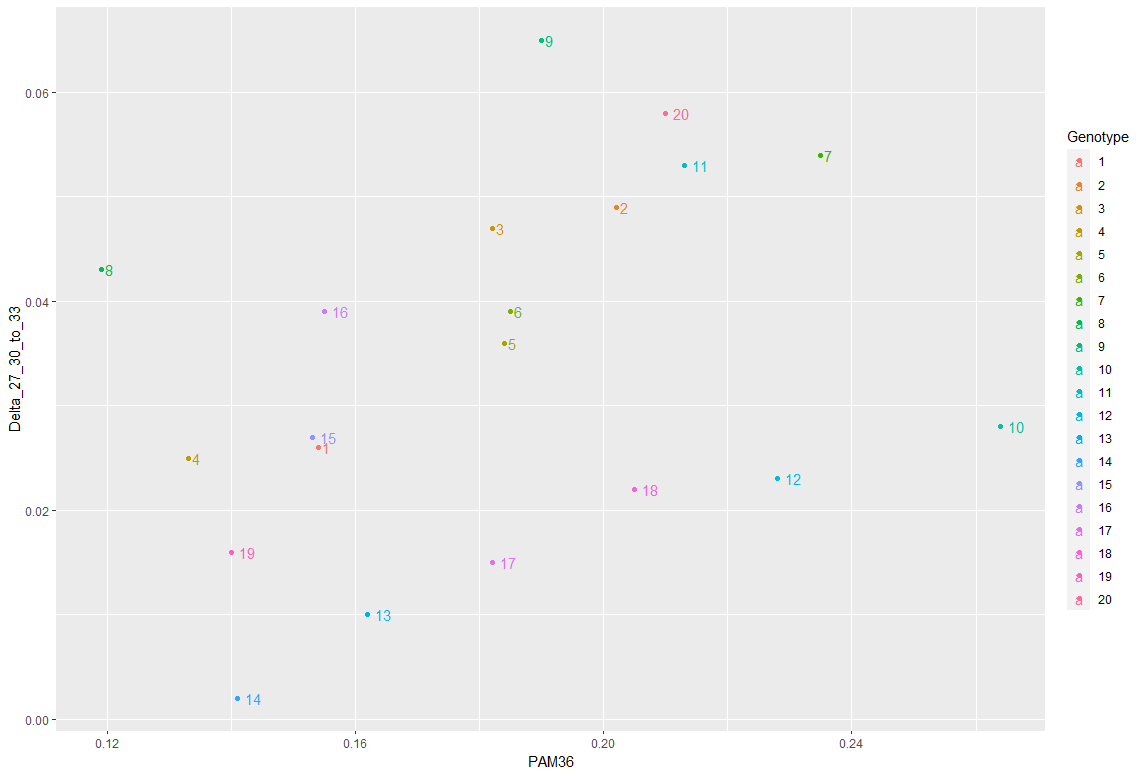 9
0.06
20
11
7
2
3
8
0.04
16
6
5
15
1
10
4
12
18
0.02
19
17
13
14
0.00
0.12
0.16
0.20
0.24
PAM36
Delta_27_30_to_33
Genotype
a 1
a 2
a 3
a 4
a 5
a 6
a 7
a 8
a 9
a 10
a 11
a 12
a 13
a 14
a 15
a 16
a 17
a 18
a 19
a 20